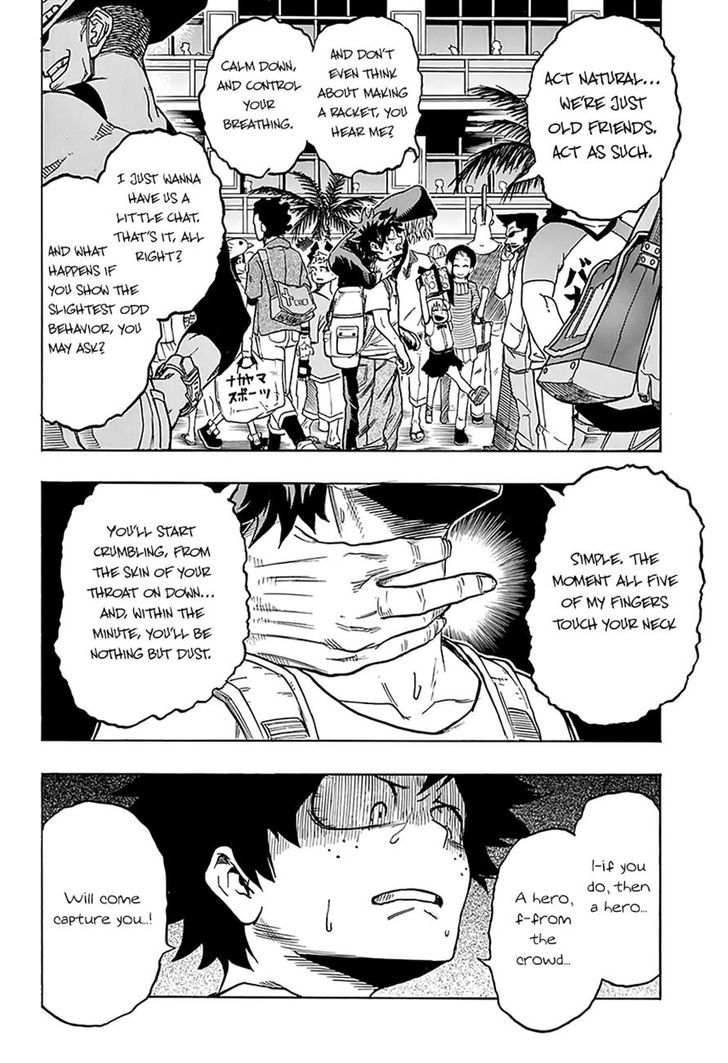 ACT NATURAL...
WE'RE JUST
OLD FRIENDS.
ACT AS SUCH.
AND DON'T
EVEN THINK
ABOUT MAKING
A RACKET, YOU
HEAR ME?
CALM DOWN,
AND CONTROL
YOUR
BREATHING.
I JUST WANNA
HAVE US A
LITTLE CHAT.
THAT'S IT, ALL
RIGHT?
AND WHAT
HAPPENS IF
YOU SHOW THE
SLIGHTEST ODD
BEHAVIOR, YOU
MAY ASK?
ナカヤマ
スポーツ
SIMPLE. THE
MOMENT ALL FIVE
OF MY FINGERS
TOUCH YOUR NECK
YOU'LL START
CRUMBLING, FROM
THE SKIN OF YOUR
THROAT ON DOWN...
AND, WITHIN THE
MINUTE, YOU'LL BE
NOTHING BUT DUST.
I-if you
do, then
a hero...
A hero,
f-from
the
crowd...
Will come
capture you..!